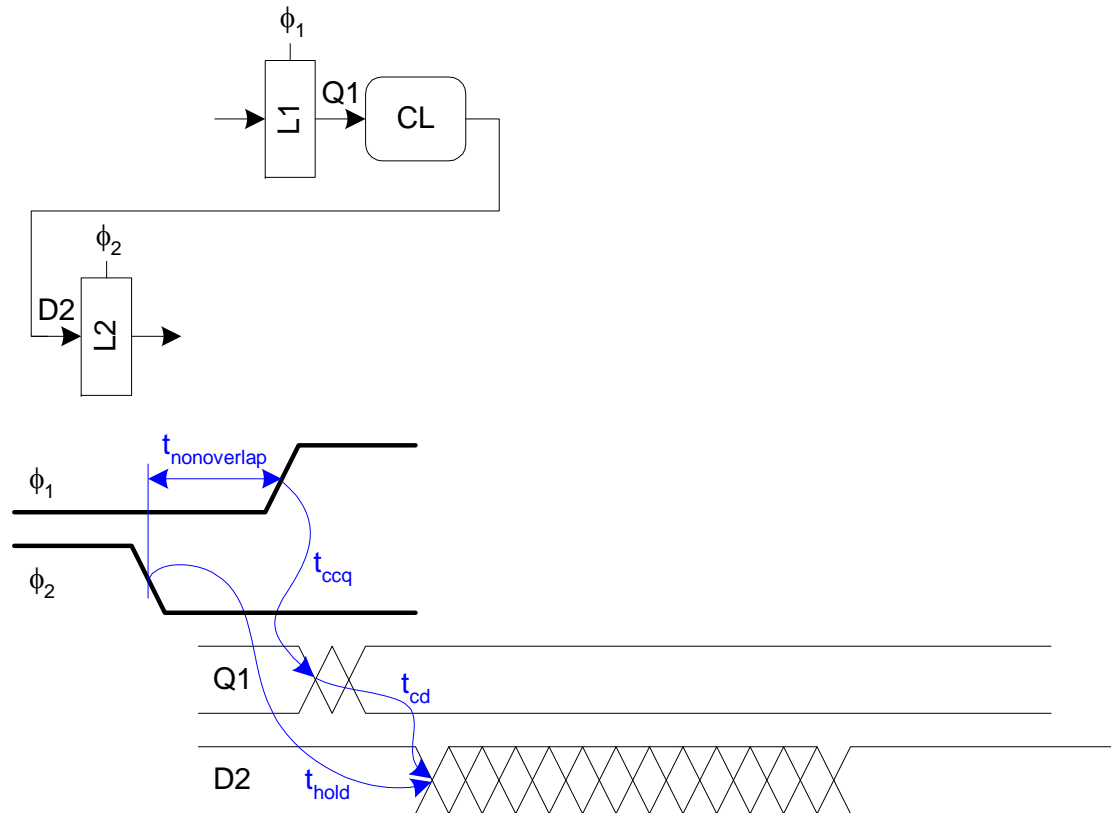 ϕ1
L1
Q1
CL
ϕ2
D2
L2
tnonoverlap
ϕ1
tccq
ϕ2
Q1
tcd
D2
thold